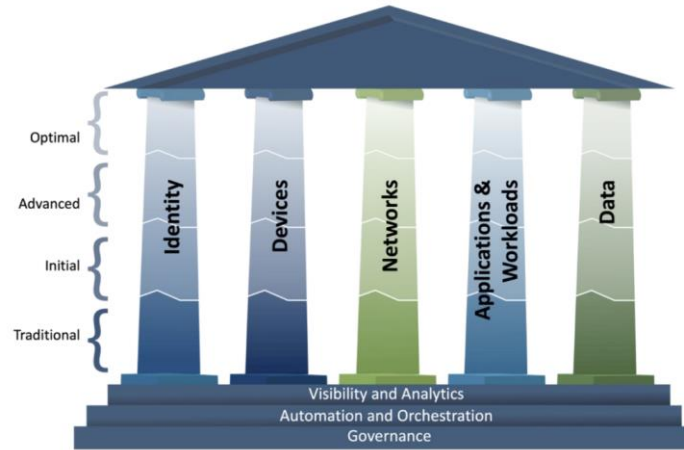 Optimal
Advanced
Initial
Traditional
Identity
Devices
Networks
Applications &
Workloads
Data
Visibility and Analytics
Automation and Orchestration
Governance